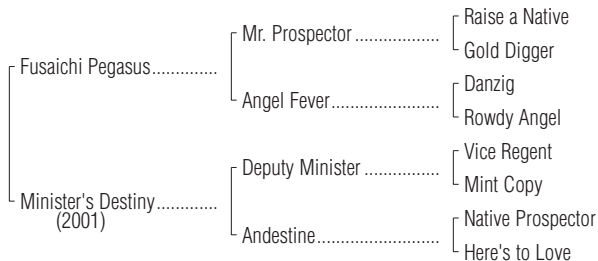 Raise a Native
Mr. Prospector ..................
Gold Digger
Fusaichi Pegasus..............
Danzig
Angel Fever.......................
Rowdy Angel
Vice Regent
Deputy Minister ................
Mint Copy
Minister's Destiny.............
(2001)
Native Prospector
Andestine..........................
Here's to Love